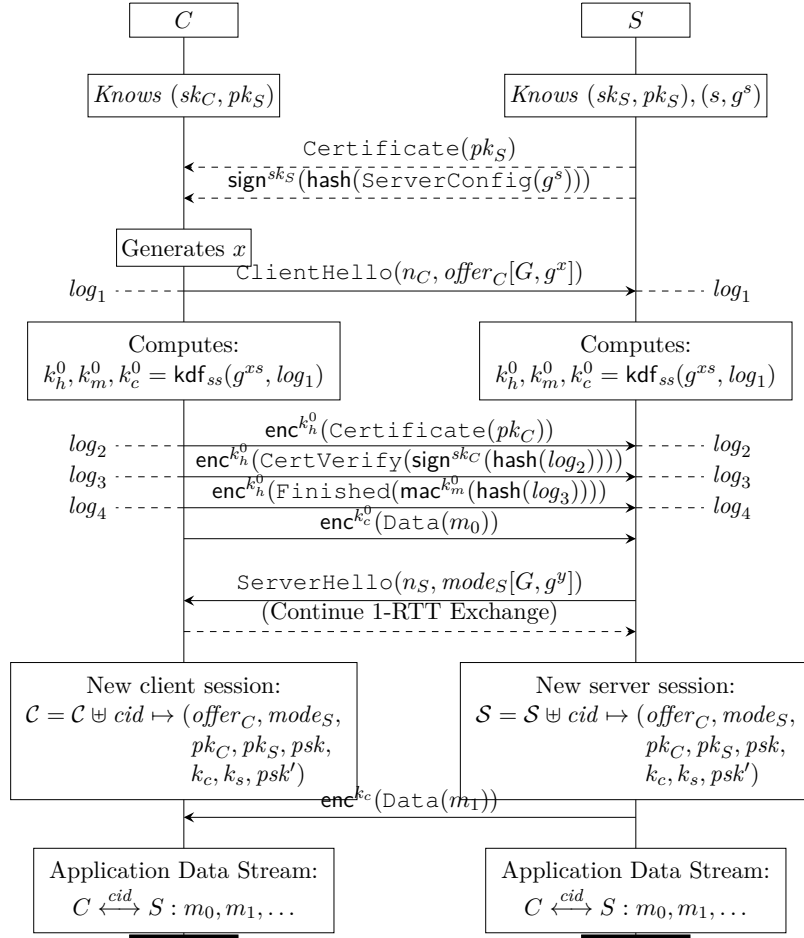 C S
Knows (sk_C, pk_S) Knows (sk_S, pk_S), (s, g^s)
Certificate(pk_S)
sign^{sk_S}(hash(ServerConfig(g^s)))
Generates x
ClientHello(n_C, offer_C[G, g^x])
log_1 log_1
Computes: Computes:
k_h^0, k_m^0, k_c^0 = kdf_{ss}(g^{xs}, log_1) k_h^0, k_m^0, k_c^0 = kdf_{ss}(g^{xs}, log_1)
enc^{k_h^0}(Certificate(pk_C))
log_2 log_2
enc^{k_h^0}(CertVerify(sign^{sk_C}(hash(log_2))))
log_3 log_3
enc^{k_h^0}(Finished(mac^{k_m^0}(hash(log_3))))
log_4 log_4
enc^{k_c^0}(Data(m_0))
ServerHello(n_S, mode_S[G, g^y])
(Continue 1-RTT Exchange)
New client session: New server session:
𝒞 = 𝒞 ⊎ cid ↦ (offer_C, mode_S, 𝒮 = 𝒮 ⊎ cid ↦ (offer_C, mode_S,
pk_C, pk_S, psk, pk_C, pk_S, psk,
k_c, k_s, psk′) k_c, k_s, psk′)
enc^{k_c}(Data(m_1))
Application Data Stream: Application Data Stream:
C ⟷^{cid} S : m_0, m_1, … C ⟷^{cid} S : m_0, m_1, …